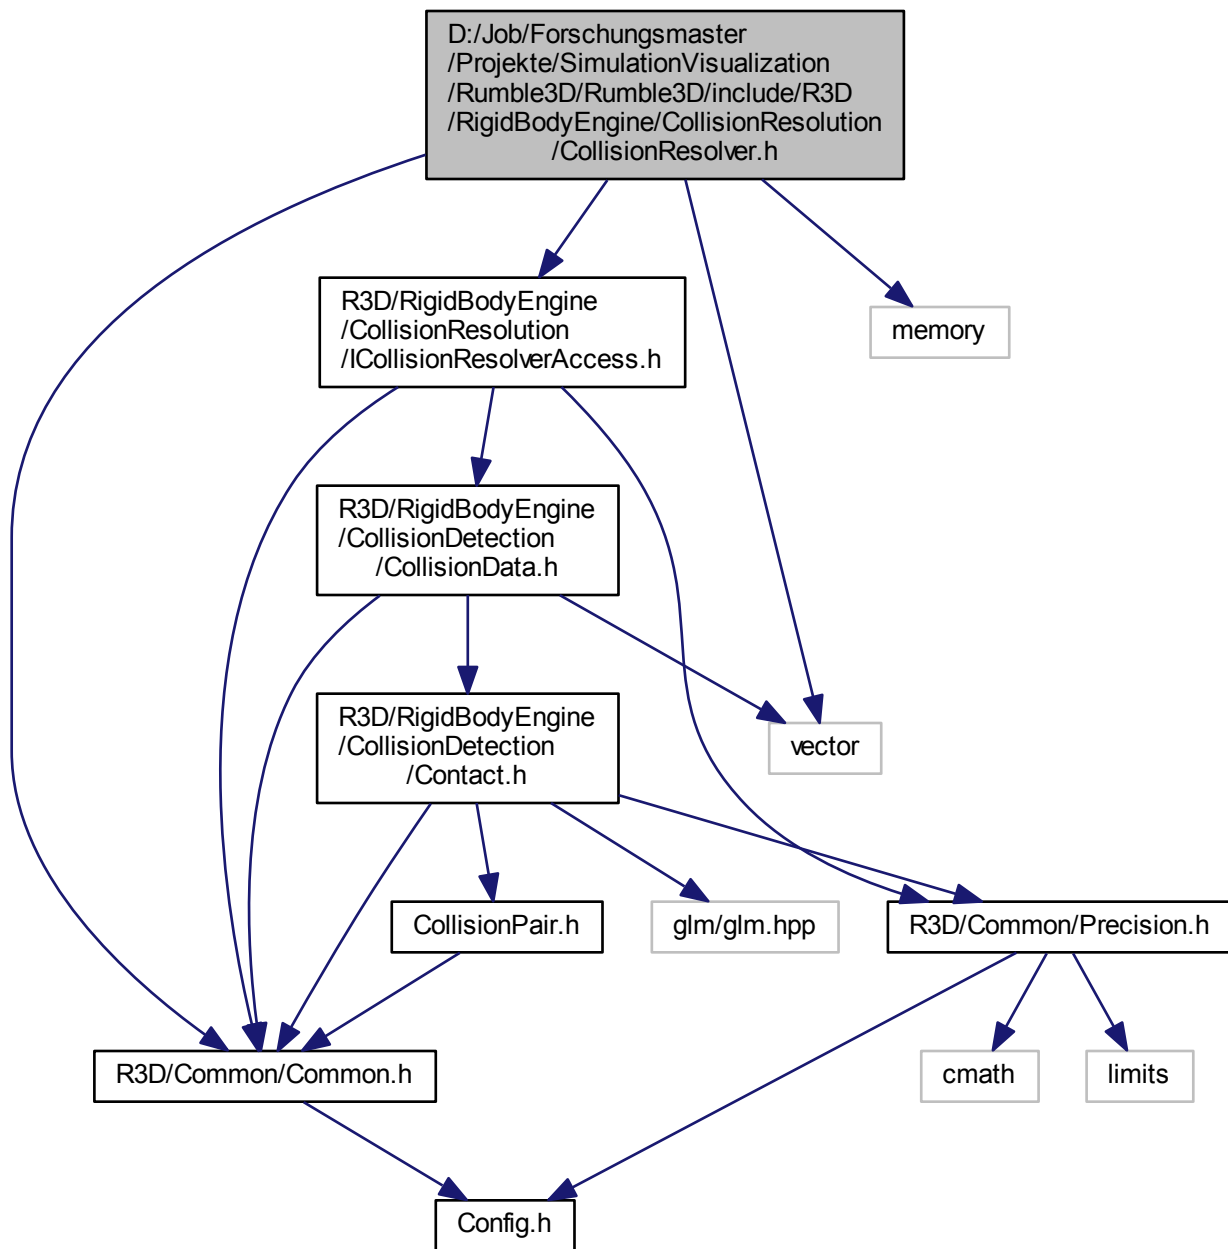 D:/Job/Forschungsmaster
/Projekte/SimulationVisualization
/Rumble3D/Rumble3D/include/R3D
/RigidBodyEngine/CollisionResolution
/CollisionResolver.h
R3D/RigidBodyEngine
/CollisionResolution
/ICollisionResolverAccess.h
memory
R3D/RigidBodyEngine
/CollisionDetection
/CollisionData.h
R3D/RigidBodyEngine
/CollisionDetection
/Contact.h
vector
CollisionPair.h
glm/glm.hpp
R3D/Common/Precision.h
R3D/Common/Common.h
cmath
limits
Config.h